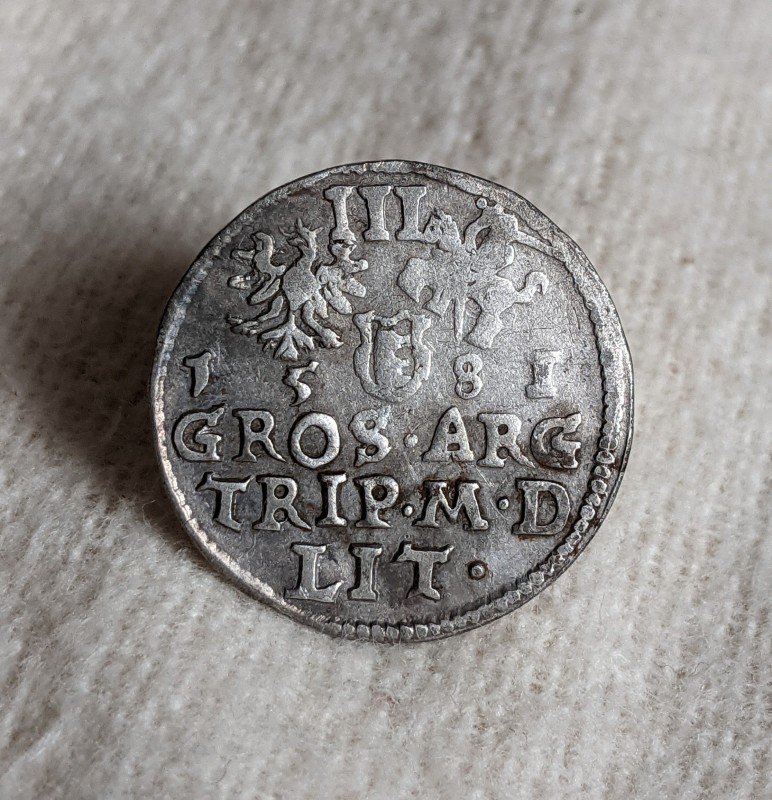 III
1 5 8 1
GROS·ARG
TRIP·M·D
LIT·